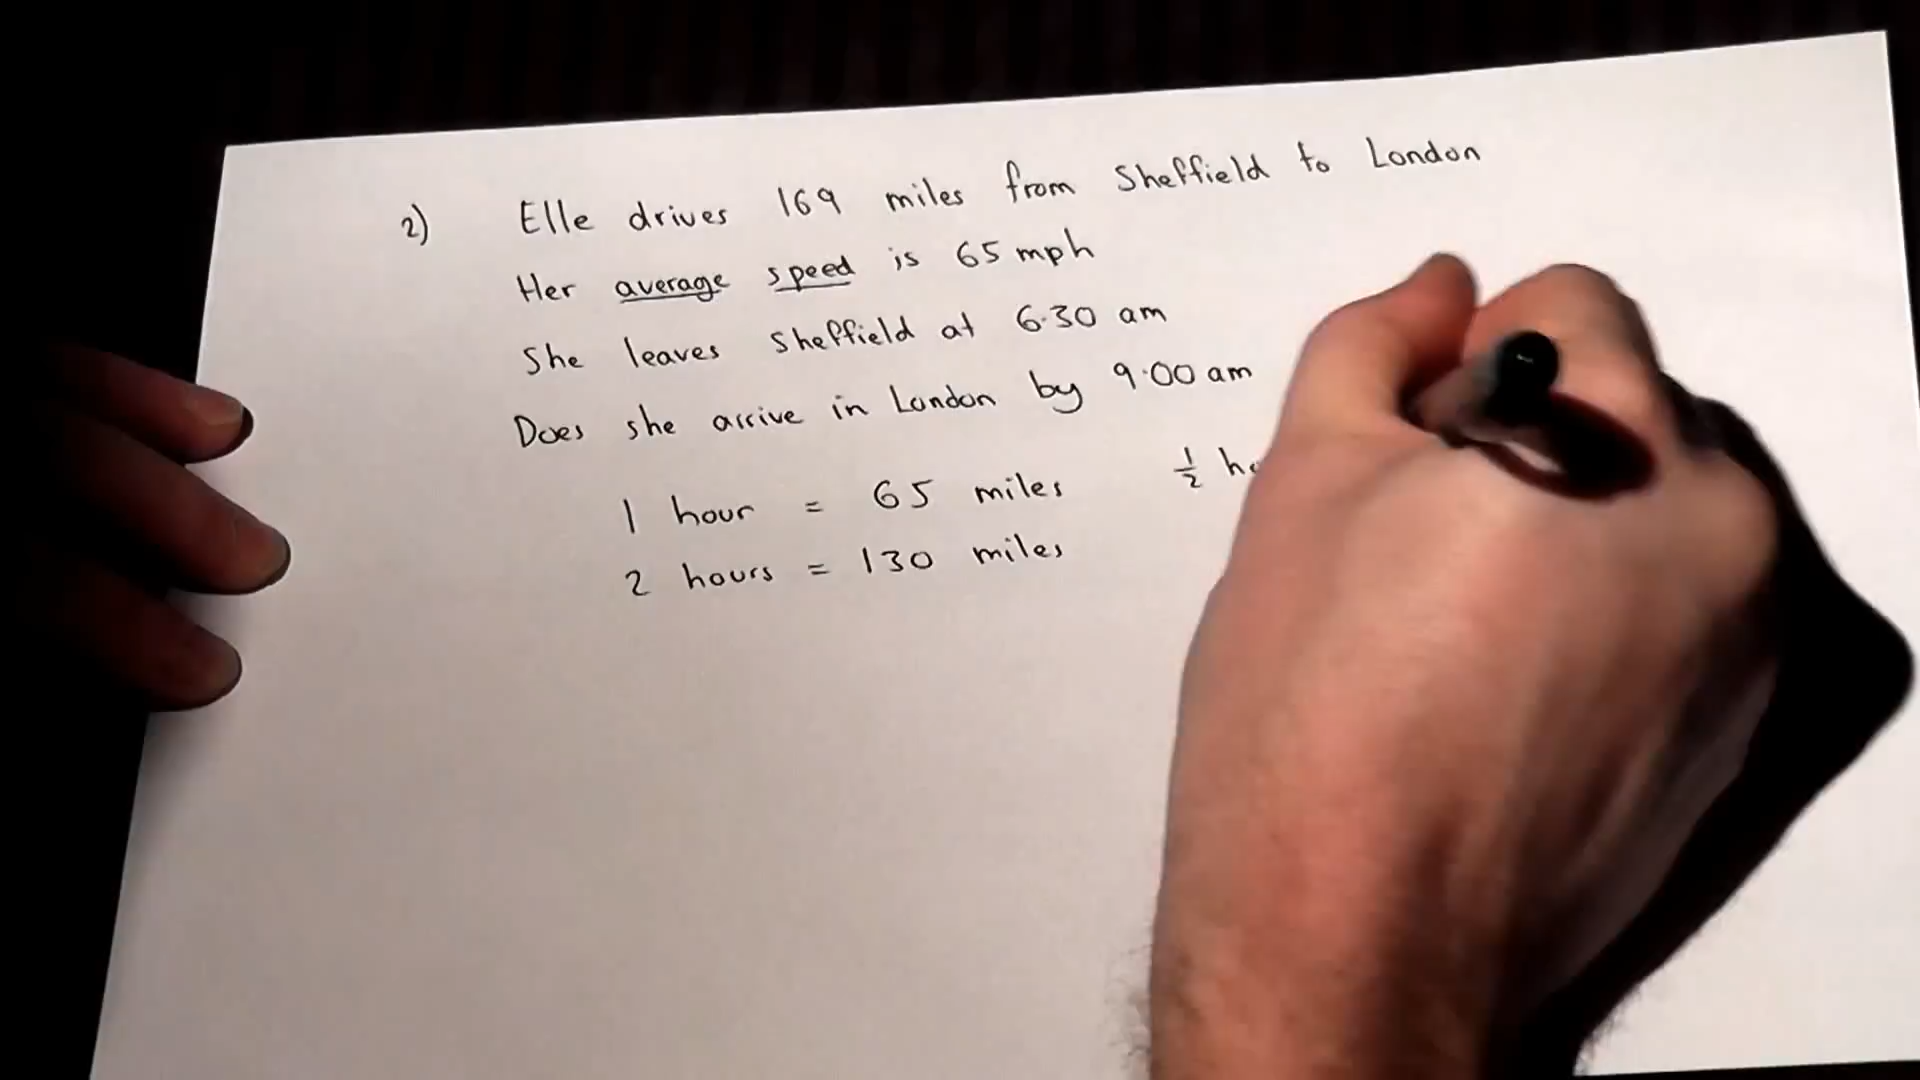 2) Elle drives 169 miles from Sheffield to London
Her average speed is 65 mph
She leaves Sheffield at 6.30 am
Does she arrive in London by 9.00 am
1 hour = 65 miles ½
2 hours = 130 miles